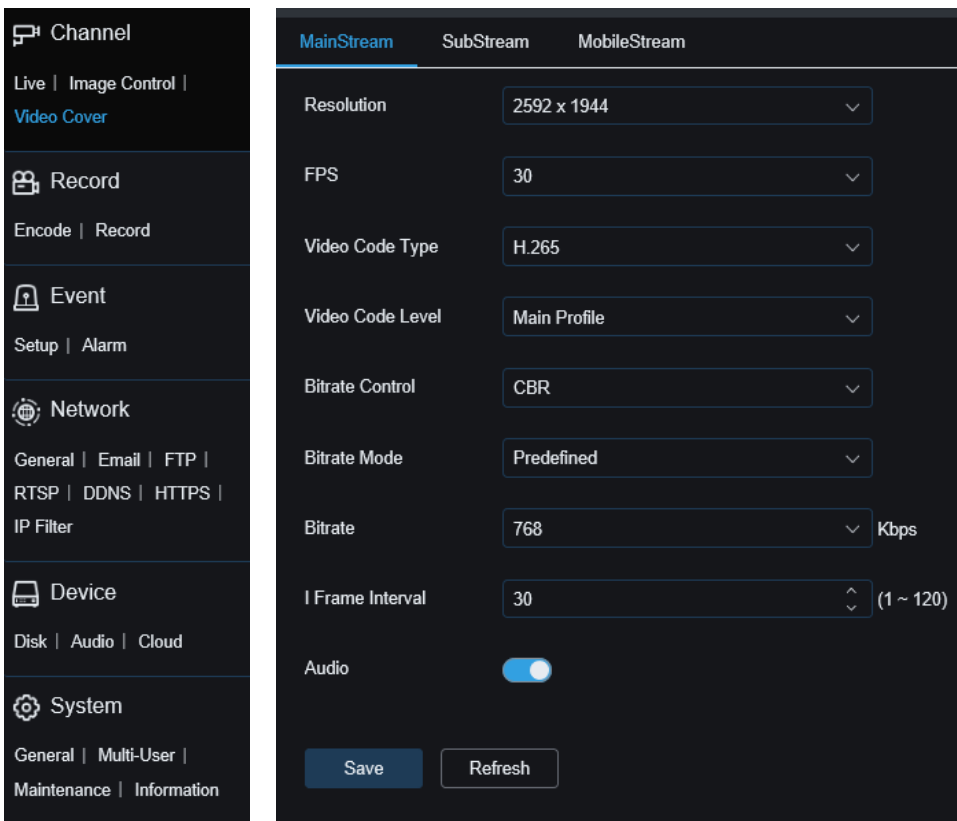 Channel
Live | Image Control |
Video Cover
Record
Encode | Record
Event
Setup | Alarm
Network
General | Email | FTP |
RTSP | DDNS | HTTPS |
IP Filter
Device
Disk | Audio | Cloud
System
General | Multi-User |
Maintenance | Information
MainStream SubStream MobileStream
Resolution 2592 x 1944
FPS 30
Video Code Type H.265
Video Code Level Main Profile
Bitrate Control CBR
Bitrate Mode Predefined
Bitrate 768 Kbps
I Frame Interval 30 (1 ~ 120)
Audio
Save Refresh